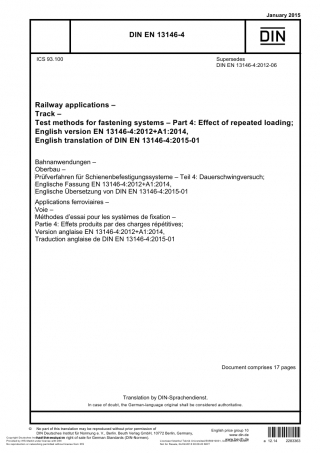 January 2015
DIN EN 13146-4
DIN
ICS 93.100
Supersedes
DIN EN 13146-4:2012-06
Railway applications –
Track –
Test methods for fastening systems – Part 4: Effect of repeated loading;
English version EN 13146-4:2012+A1:2014,
English translation of DIN EN 13146-4:2015-01
Bahnanwendungen –
Oberbau –
Prüfverfahren für Schienenbefestigungssysteme – Teil 4: Dauerschwingversuch;
Englische Fassung EN 13146-4:2012+A1:2014,
Englische Übersetzung von DIN EN 13146-4:2015-01
Applications ferroviaires –
Voie –
Méthodes d'essai pour les systèmes de fixation –
Partie 4: Effets produits par des charges répétitives;
Version anglaise EN 13146-4:2012+A1:2014,
Traduction anglaise de DIN EN 13146-4:2015-01
Document comprises 17 pages
Translation by DIN-Sprachendienst.
In case of doubt, the German-language original shall be considered authoritative.
No part of this translation may be reproduced without prior permission of
DIN Deutsches Institut für Normung e. V., Berlin. Beuth Verlag GmbH, 10772 Berlin, Germany,
has the exclusive right of sale for German Standards (DIN-Normen).
English price group 10
www.din.de
www.beuth.de
12.14